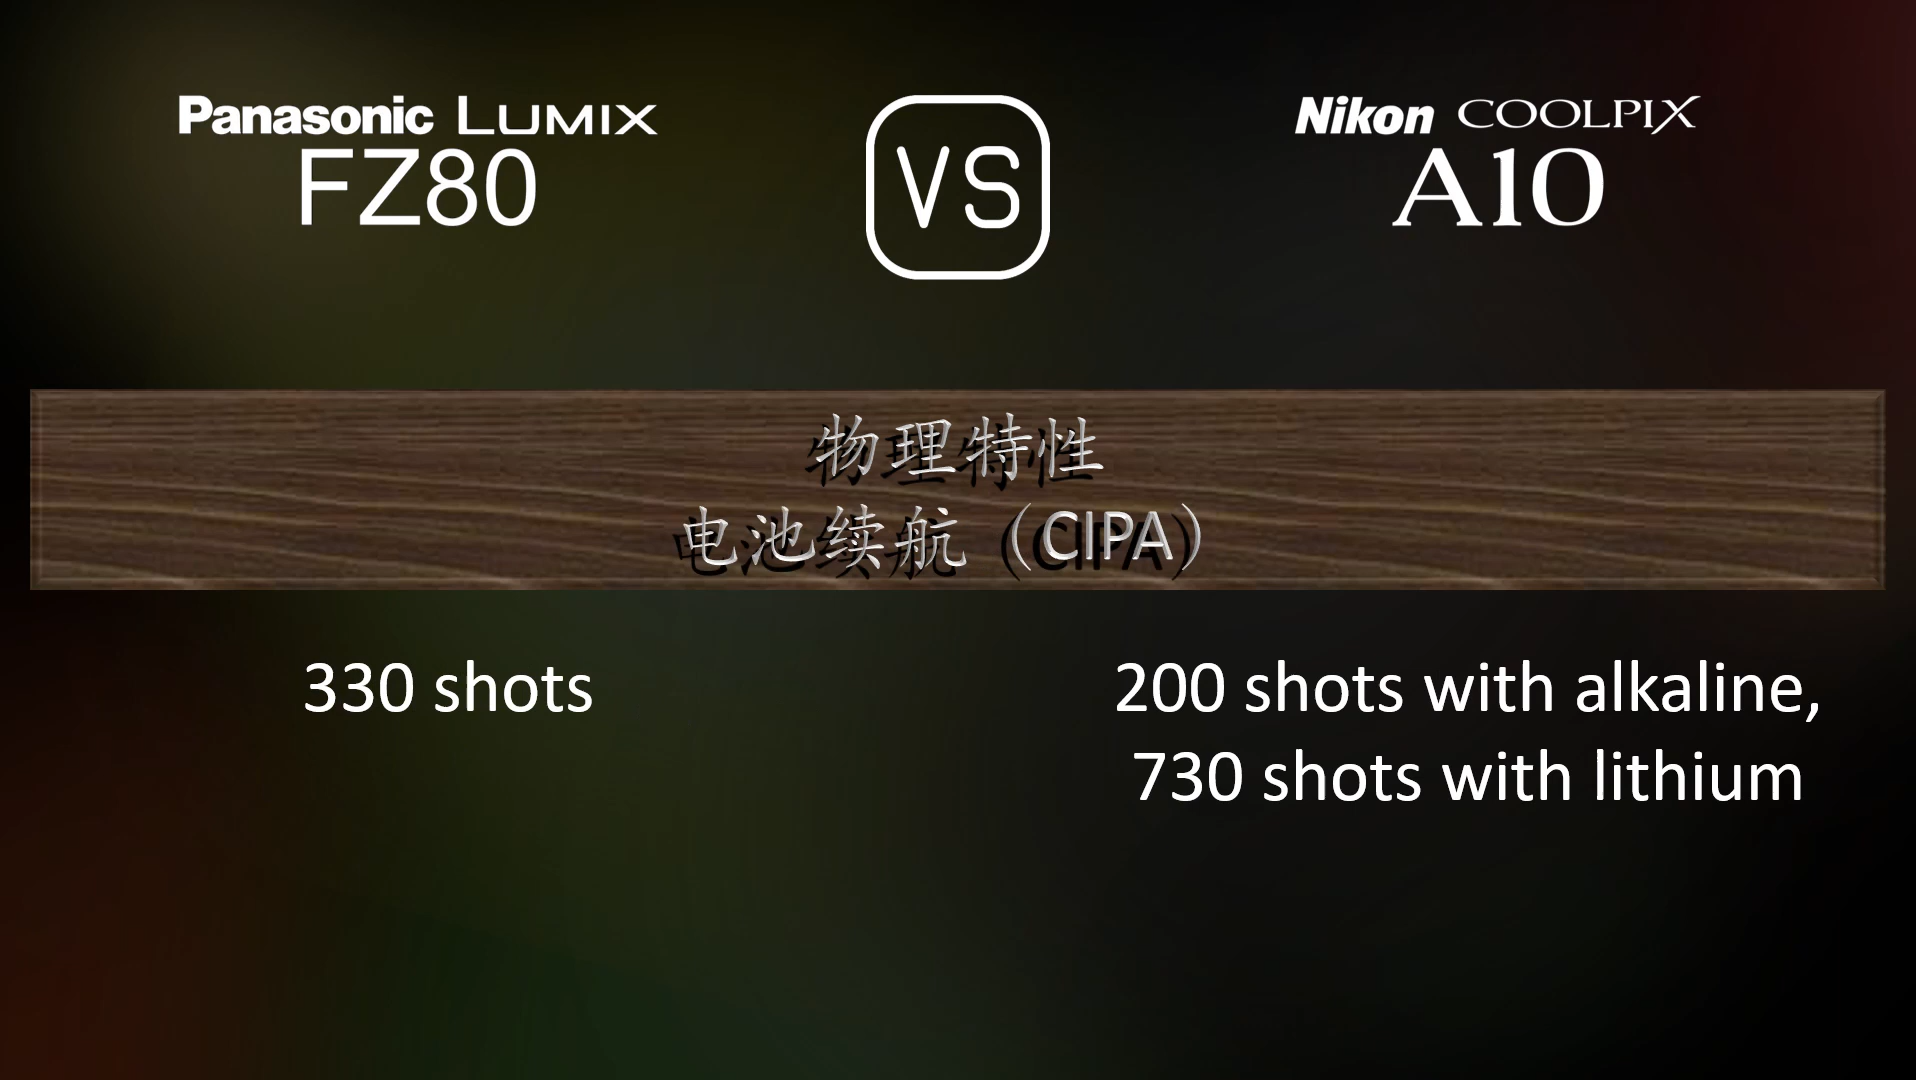 Panasonic LUMIX
FZ80
VS
Nikon COOLPIX
A10
物理特性
电池续航（CIPA）
330 shots
200 shots with alkaline,
730 shots with lithium